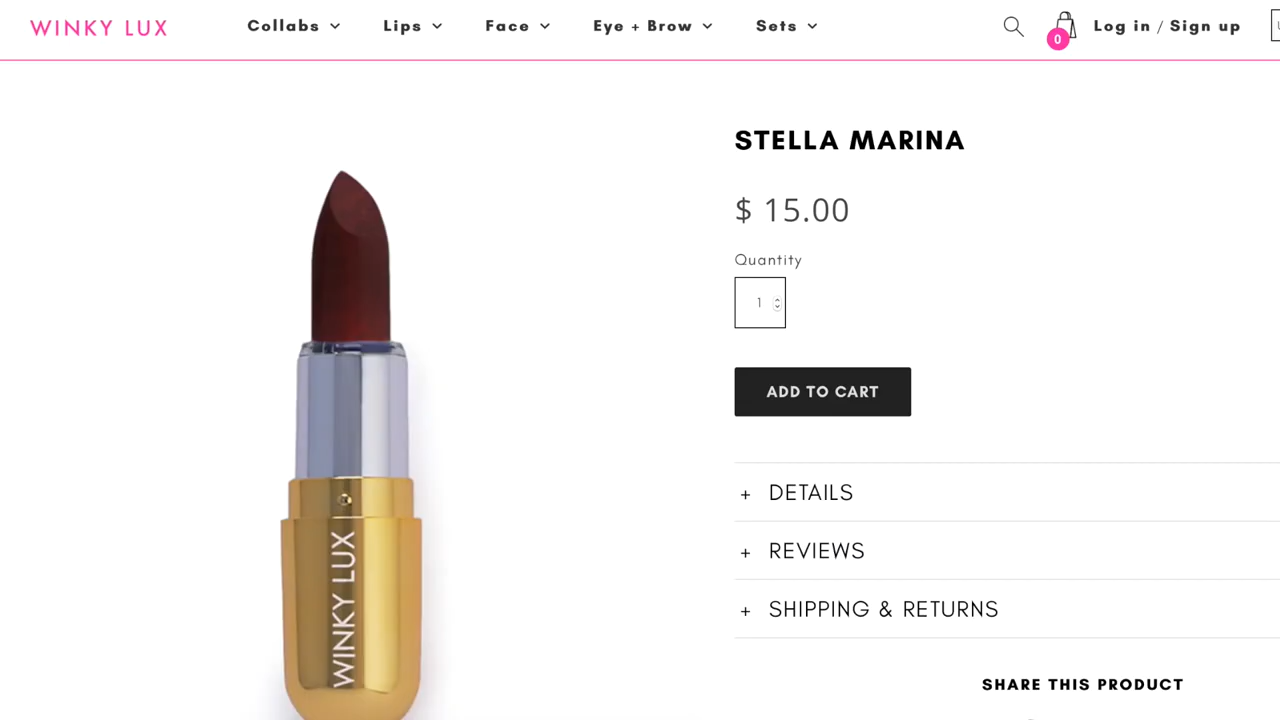 WINKY LUX
Collabs Lips Face Eye + Brow Sets
0 Log in / Sign up
STELLA MARINA
$ 15.00
Quantity
1
ADD TO CART
+ DETAILS
+ REVIEWS
+ SHIPPING & RETURNS
SHARE THIS PRODUCT
WINKY LUX